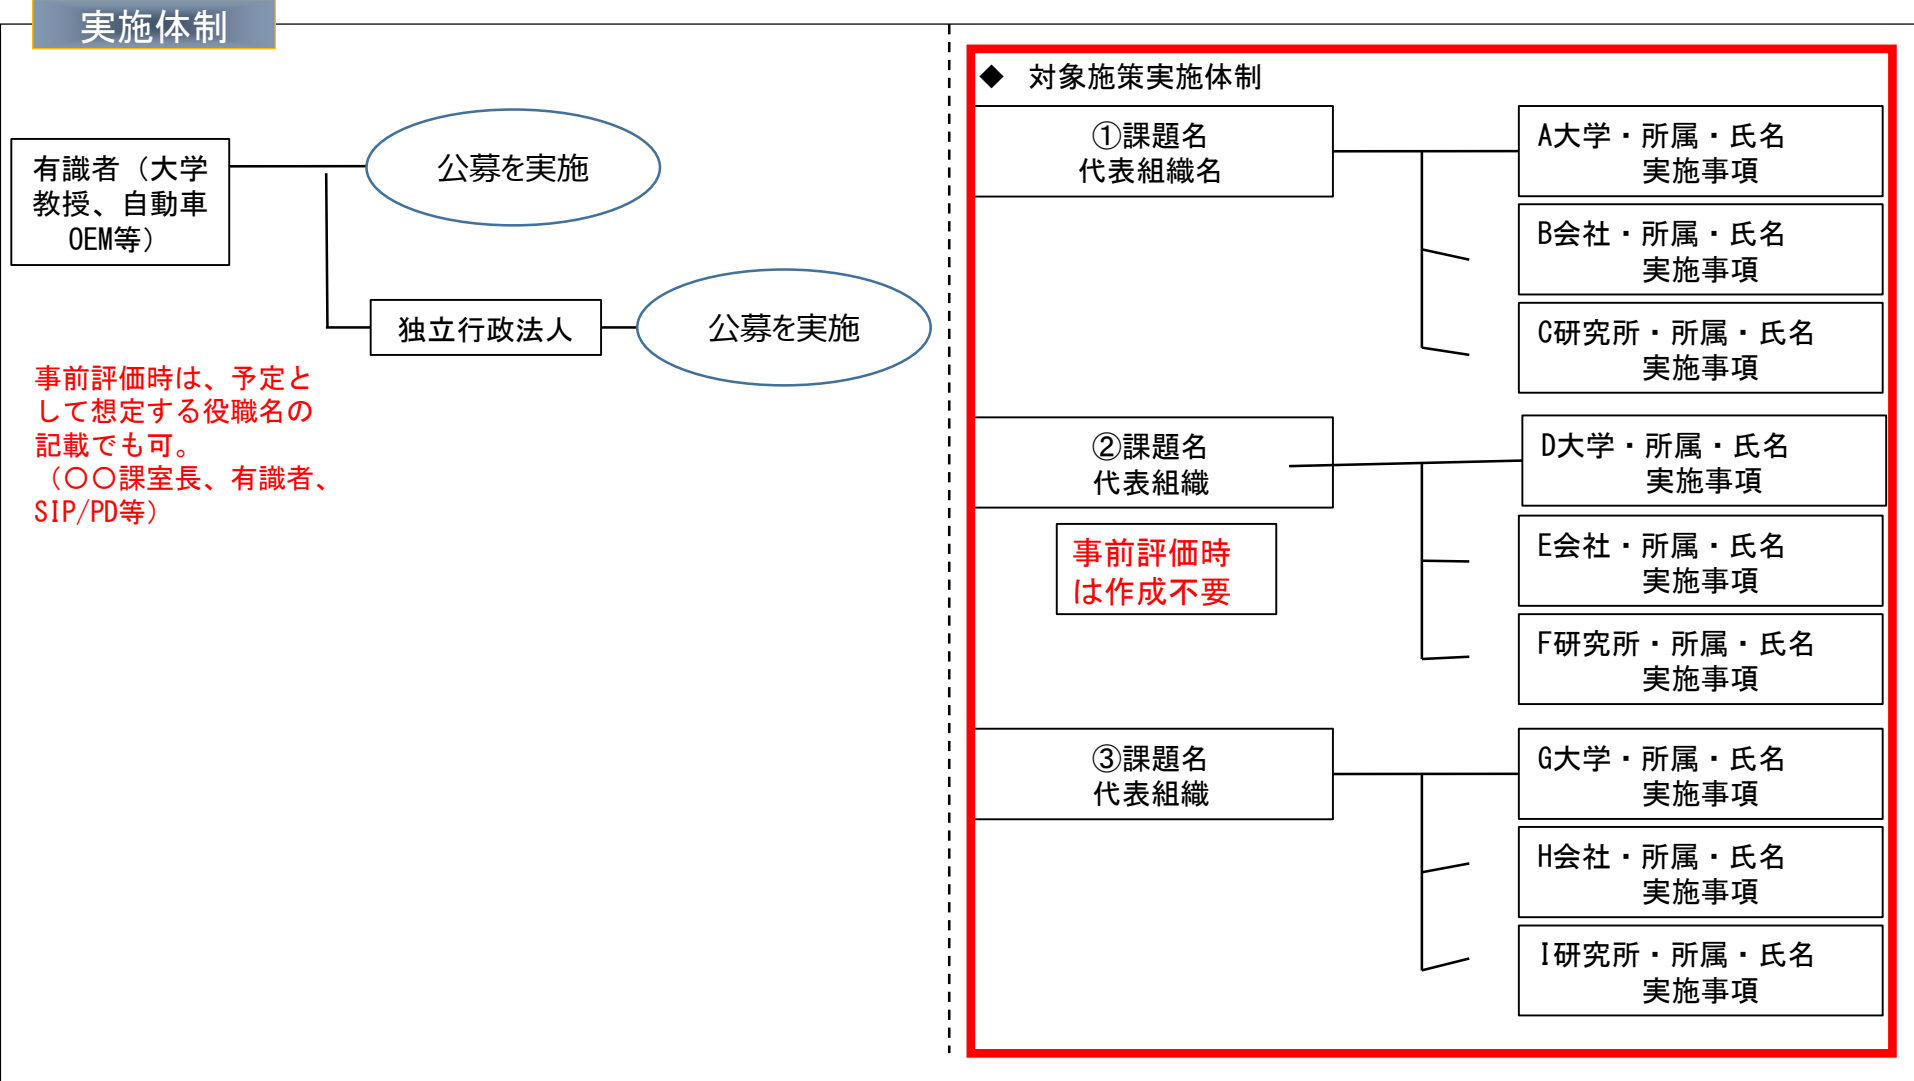 実施体制
有識者（大学
教授、自動車
OEM等）
公募を実施
独立行政法人
公募を実施
事前評価時は、予定と
して想定する役職名の
記載でも可。
（〇〇課室長、有識者、
SIP/PD等）
◆ 対象施策実施体制
①課題名
代表組織名
A大学・所属・氏名
実施事項
B会社・所属・氏名
実施事項
C研究所・所属・氏名
実施事項
②課題名
代表組織
事前評価時
は作成不要
D大学・所属・氏名
実施事項
E会社・所属・氏名
実施事項
F研究所・所属・氏名
実施事項
③課題名
代表組織
G大学・所属・氏名
実施事項
H会社・所属・氏名
実施事項
I研究所・所属・氏名
実施事項